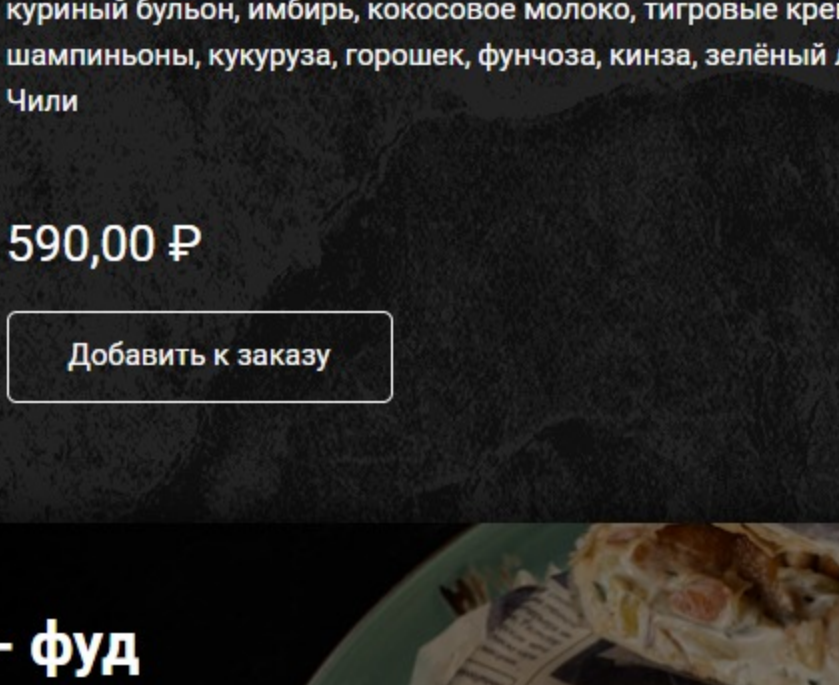 куриный бульон, имбирь, кокосовое молоко, тигровые
шампиньоны, кукуруза, горошек, фунчоза, кинза, зелёный
Чили
590,00 ₽
Добавить к заказу
- фуд